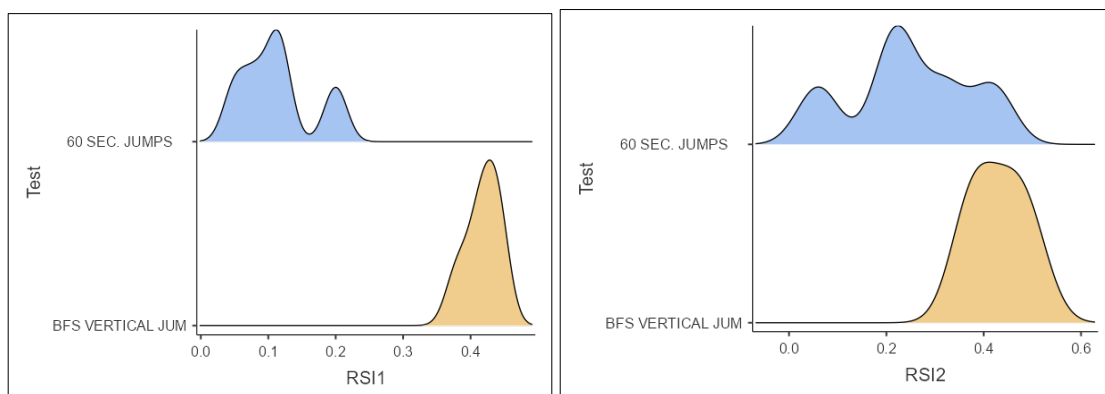 Test
60 SEC. JUMPS
BFS VERTICAL JUM
0.0 0.1 0.2 0.3 0.4
RSI1
Test
60 SEC. JUMPS
BFS VERTICAL JUM
0.0 0.2 0.4 0.6
RSI2